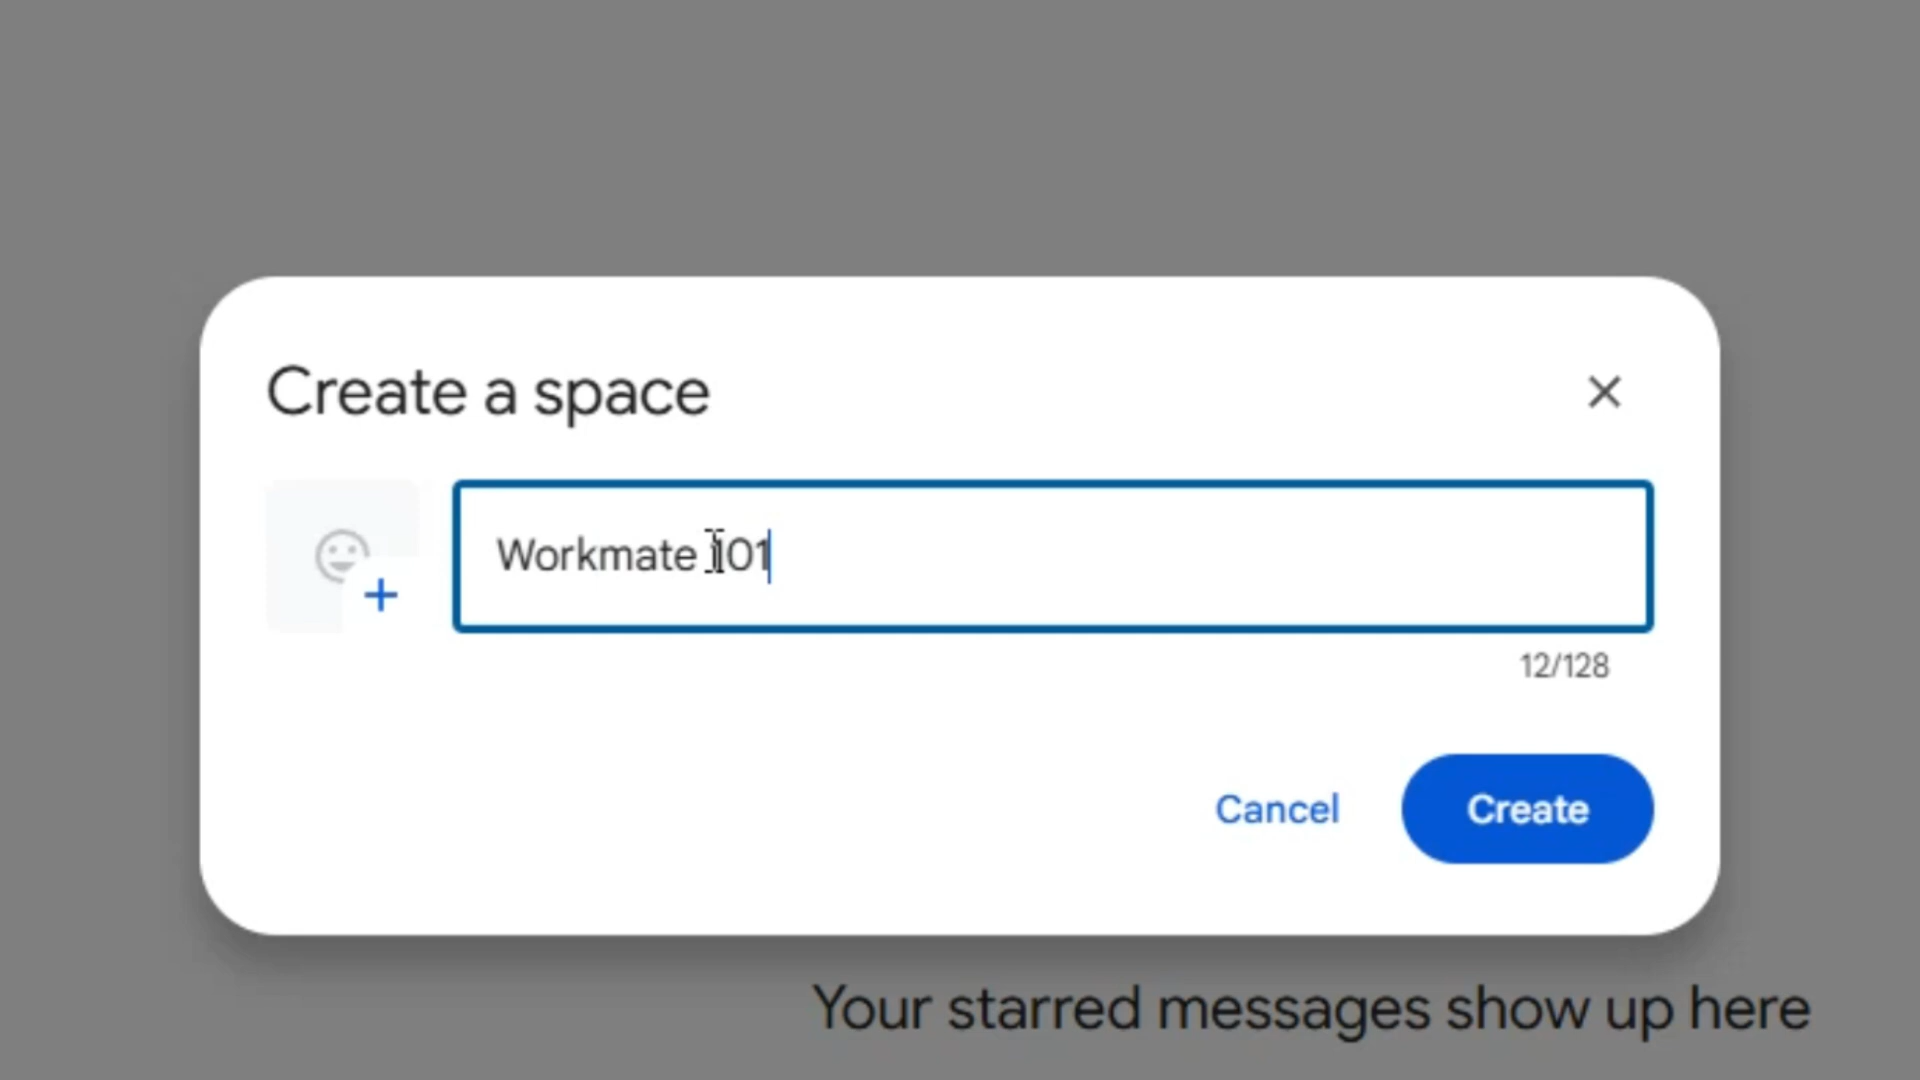 Create a space
Workmate 101
12/128
Cancel
Create
Your starred messages show up here